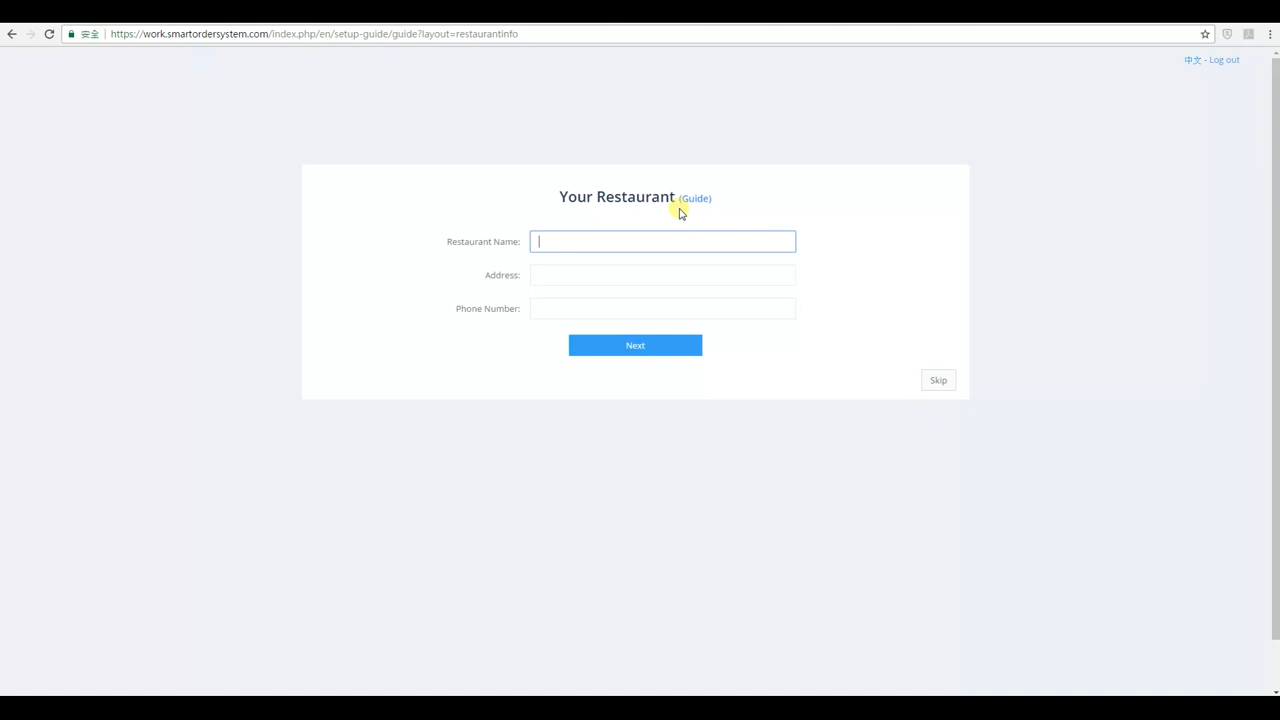 安全 | https://work.smartordersystem.com/index.php/en/setup-guide/guide?layout=restaurantinfo
中文 - Log out
Your Restaurant (Guide)
Restaurant Name:
Address:
Phone Number:
Next
Skip